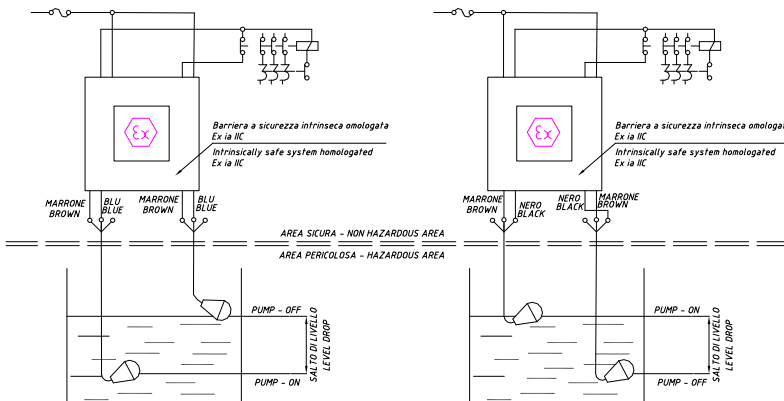 Ex
Barriera a sicurezza intrinseca omologata
Ex ia IIC
Intrinsically safe system homologated
Ex ia IIC
MARRONE
BROWN
BLU
BLUE
MARRONE
BROWN
BLU
BLUE
Ex
Barriera a sicurezza intrinseca omologat
Ex ia IIC
Intrinsically safe system homologated
Ex ia IIC
MARRONE
BROWN
NERO
BLACK
NERO
BLACK
MARRONE
BROWN
AREA SICURA - NON HAZARDOUS AREA
AREA PERICOLOSA - HAZARDOUS AREA
PUMP - OFF
PUMP - ON
SALTO DI LIVELLO
LEVEL DROP
PUMP - ON
PUMP - OFF
SALTO DI LIVELLO
LEVEL DROP